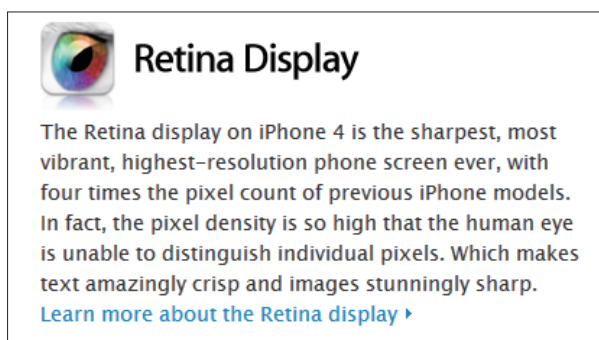 Retina Display
The Retina display on iPhone 4 is the sharpest, most
vibrant, highest-resolution phone screen ever, with
four times the pixel count of previous iPhone models.
In fact, the pixel density is so high that the human eye
is unable to distinguish individual pixels. Which makes
text amazingly crisp and images stunningly sharp.
Learn more about the Retina display ▸